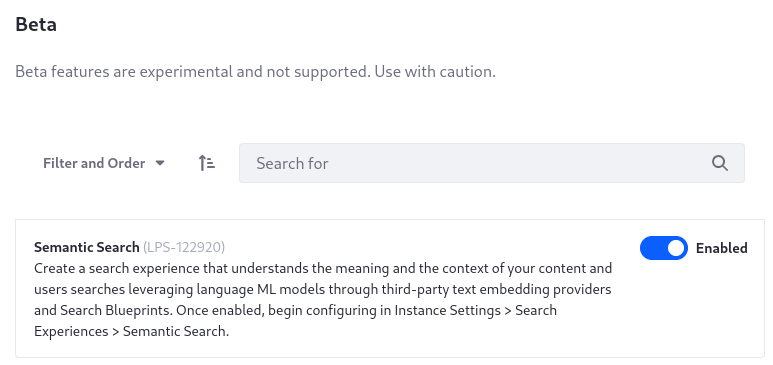 Beta
Beta features are experimental and not supported. Use with caution.
Filter and Order
Search for
Semantic Search (LPS-122920)
Enabled
Create a search experience that understands the meaning and the context of your content and
users searches leveraging language ML models through third-party text embedding providers
and Search Blueprints. Once enabled, begin configuring in Instance Settings > Search
Experiences > Semantic Search.